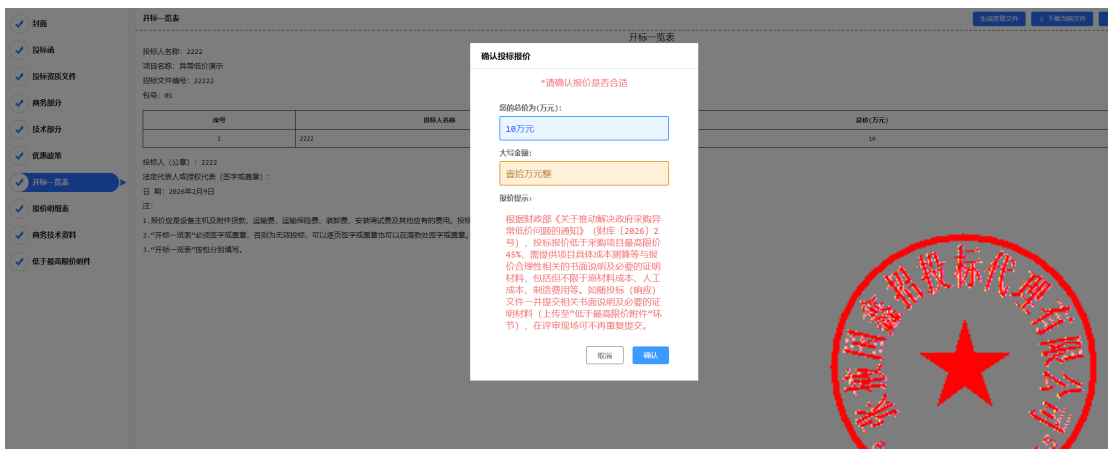 封面
投标函
投标资质文件
商务部分
技术部分
优惠政策
开标一览表
报价明细表
商务技术资料
低于最高限价附件
开标一览表
生成签章文件
下载当前文件
开标一览表
投标人名称：2222
项目名称：异常低价演示
招标文件编号：22222
包号：01
序号
投标人名称
总价(万元)
1
2222
10
投标人（公章）：2222
法定代表人或授权代表（签字或盖章）：
日 期：2026年2月9日
注：
1.报价应是设备主机及附件货款、运输费、运输保险费、装卸费、安装调试费及其他应有的费用。投标
2."开标一览表"必须签字或盖章，否则为无效投标，可以逐页签字或盖章也可以在落款处签字或盖章。
3."开标一览表"按包分别填写。
确认投标报价
*请确认报价是否合适
您的总价为(万元)：
10万元
大写金额：
壹拾万元整
报价提示：
根据财政部《关于推动解决政府采购异
常低价问题的通知》（财库〔2026〕2
号），投标报价低于采购项目最高限价
45%，需提供项目具体成本测算等与报
价合理性相关的书面说明及必要的证明
材料，包括但不限于原材料成本、人工
成本、制造费用等。如随投标（响应）
文件一并提交相关书面说明及必要的证
明材料（上传至"低于最高限价附件"环
节），在评审现场可不再重复提交。
取消
确认
招投标代理有限公司